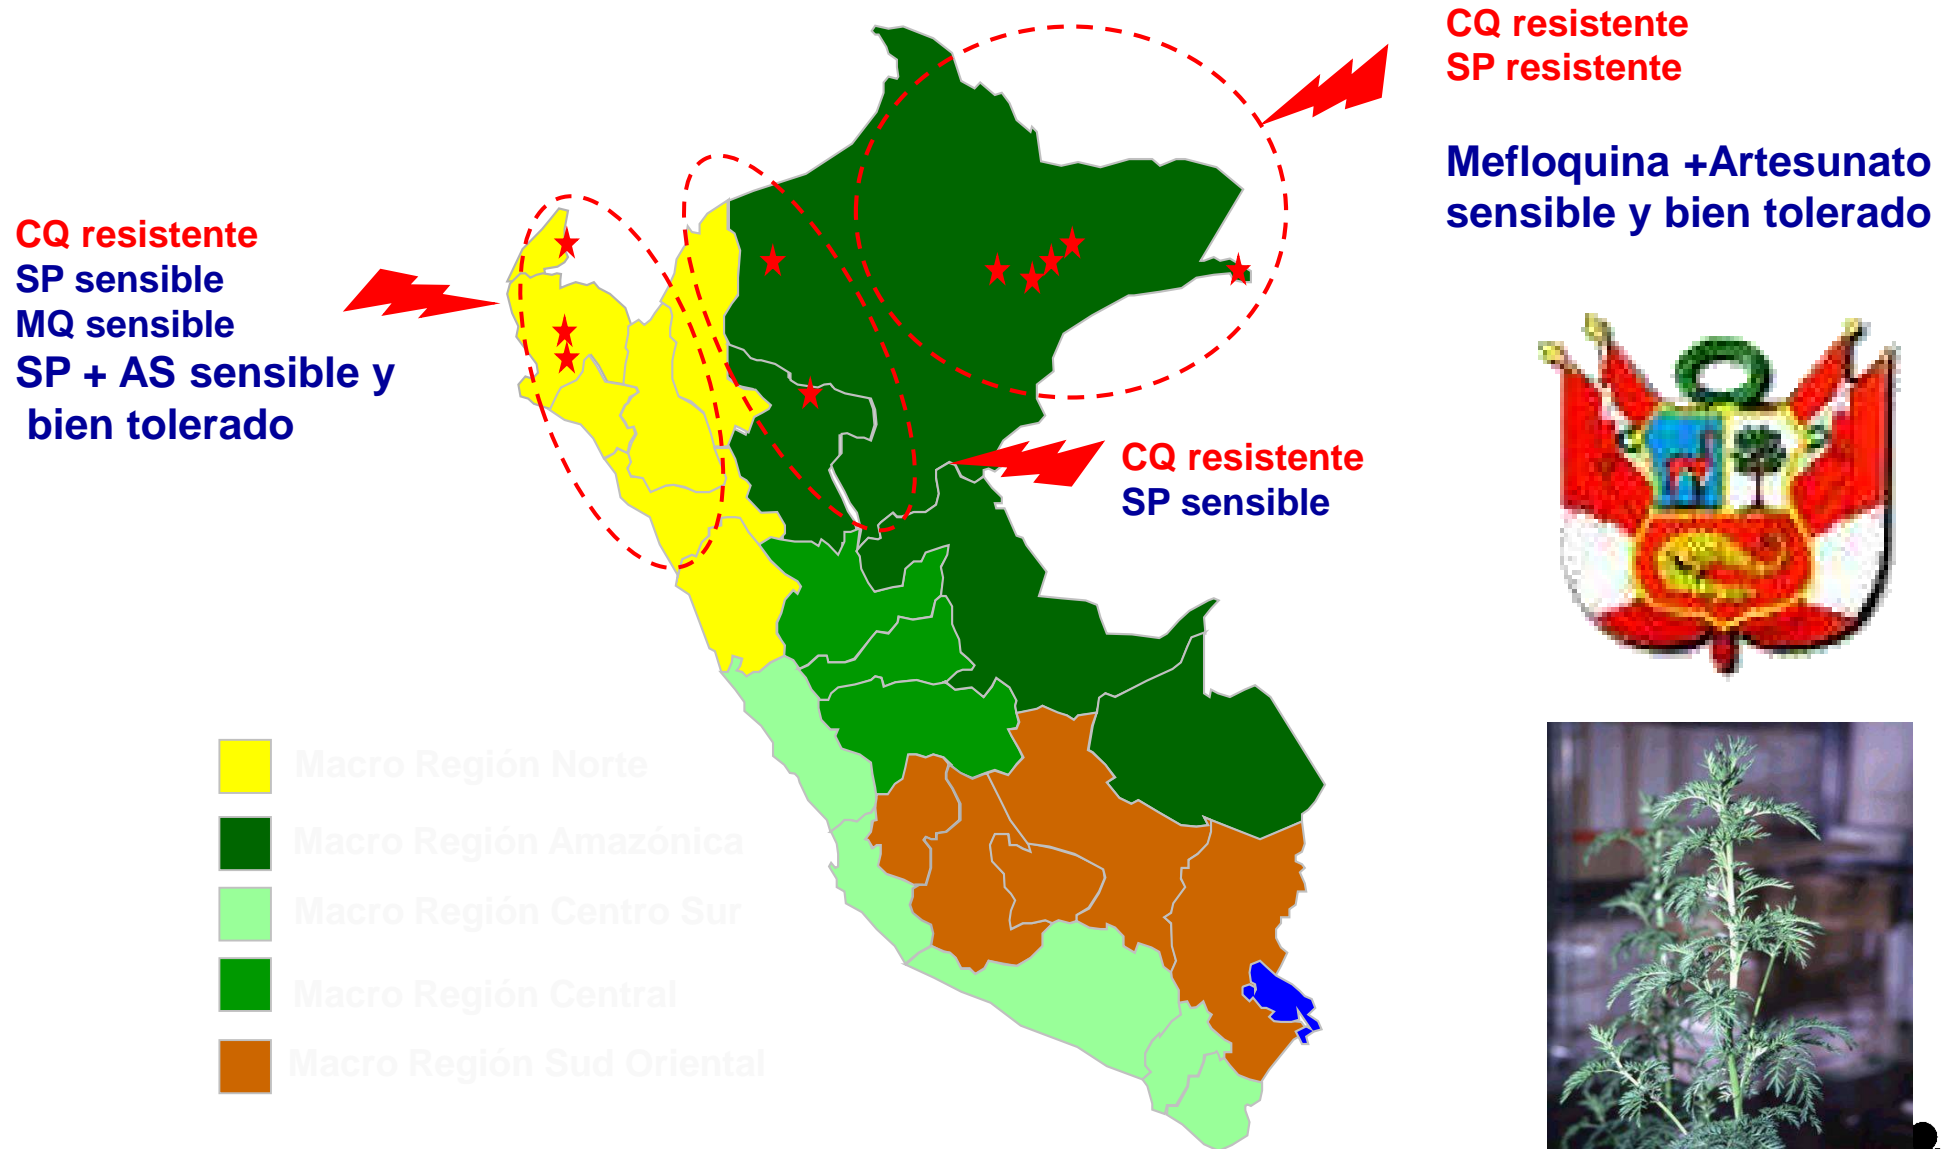 CQ resistente
SP resistente
Mefloquina +Artesunato
sensible y bien tolerado
CQ resistente
SP sensible
MQ sensible
SP + AS sensible y
bien tolerado
CQ resistente
SP sensible
Macro Región Norte
Macro Región Amazónica
Macro Región Centro Sur
Macro Región Central
Macro Región Sud Oriental